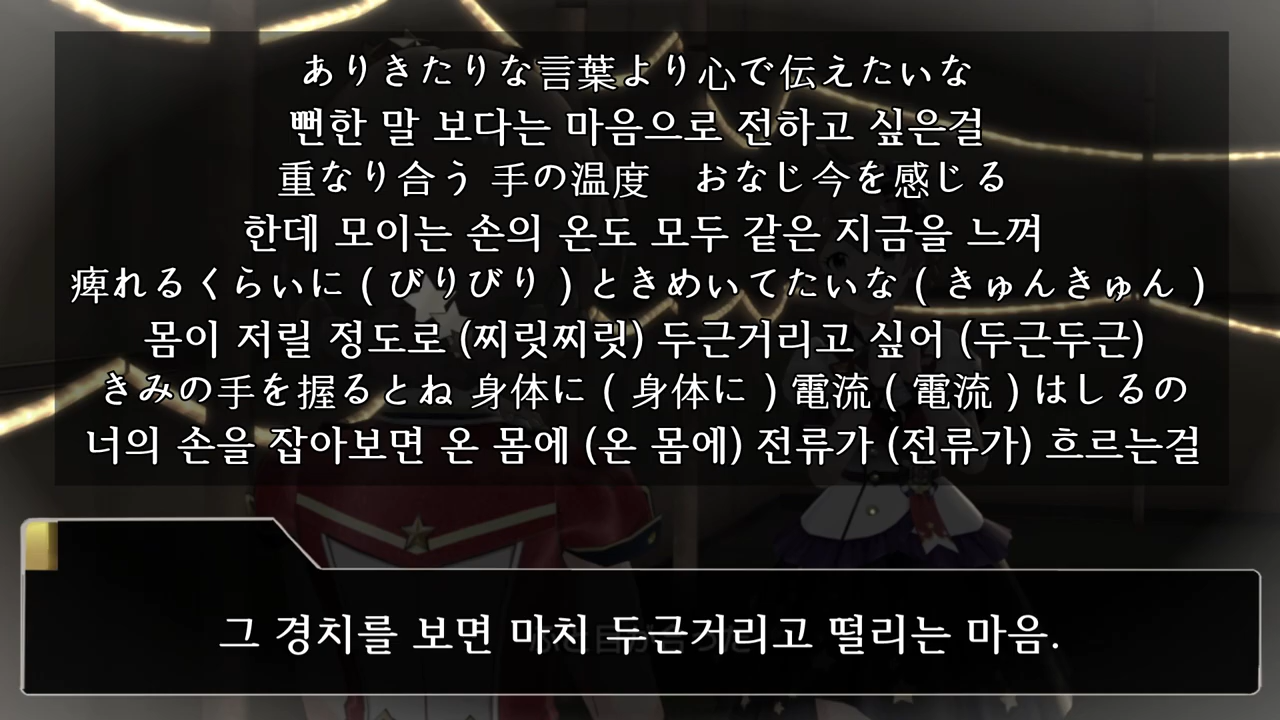 ありきたりな言葉より心で伝えたいな
뻔한 말 보다는 마음으로 전하고 싶은걸
重なり合う 手の温度　おなじ今を感じる
한데 모이는 손의 온도 모두 같은 지금을 느껴
痺れるくらいに ( びりびり ) ときめいてたいな ( きゅんきゅん )
몸이 저릴 정도로 (찌릿찌릿) 두근거리고 싶어 (두근두근)
きみの手を握るとね 身体に ( 身体に ) 電流 ( 電流 ) はしるの
너의 손을 잡아보면 온 몸에 (온 몸에) 전류가 (전류가) 흐르는걸
그 경치를 보면 마치 두근거리고 떨리는 마음.